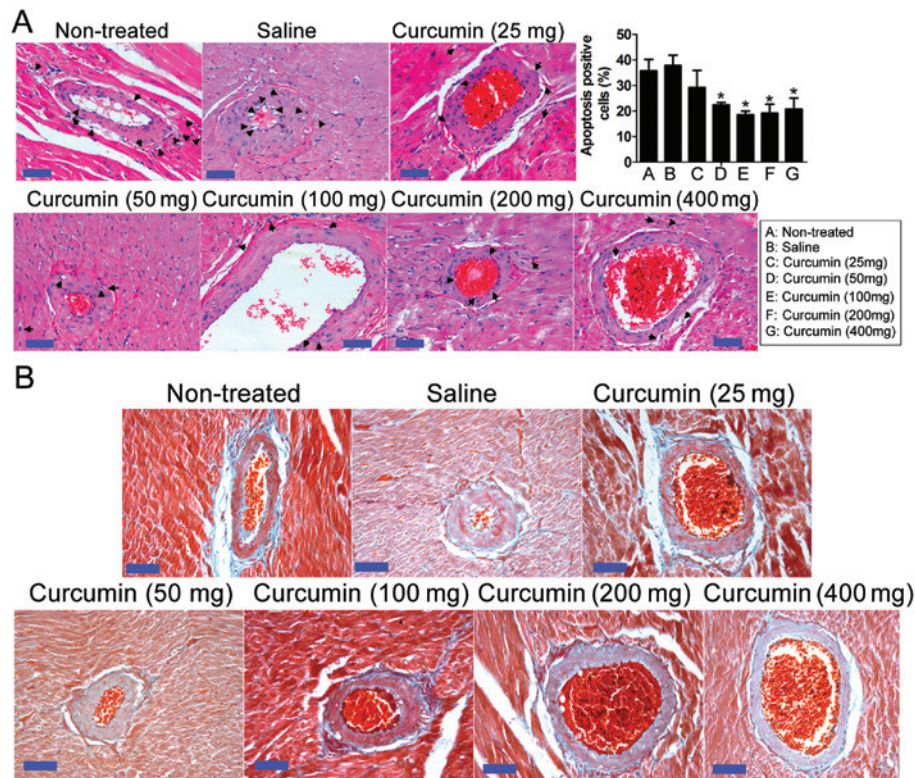 A
Non-treated
Saline
Curcumin (25 mg)
Apoptosis positive
cells (%)
50
40
30
20
10
0
*
*
*
*
A B C D E F G
Curcumin (50 mg)
Curcumin (100 mg)
Curcumin (200 mg)
Curcumin (400 mg)
A: Non-treated
B: Saline
C: Curcumin (25mg)
D: Curcumin (50mg)
E: Curcumin (100mg)
F: Curcumin (200mg)
G: Curcumin (400mg)
B
Non-treated
Saline
Curcumin (25 mg)
Curcumin (50 mg)
Curcumin (100 mg)
Curcumin (200 mg)
Curcumin (400 mg)